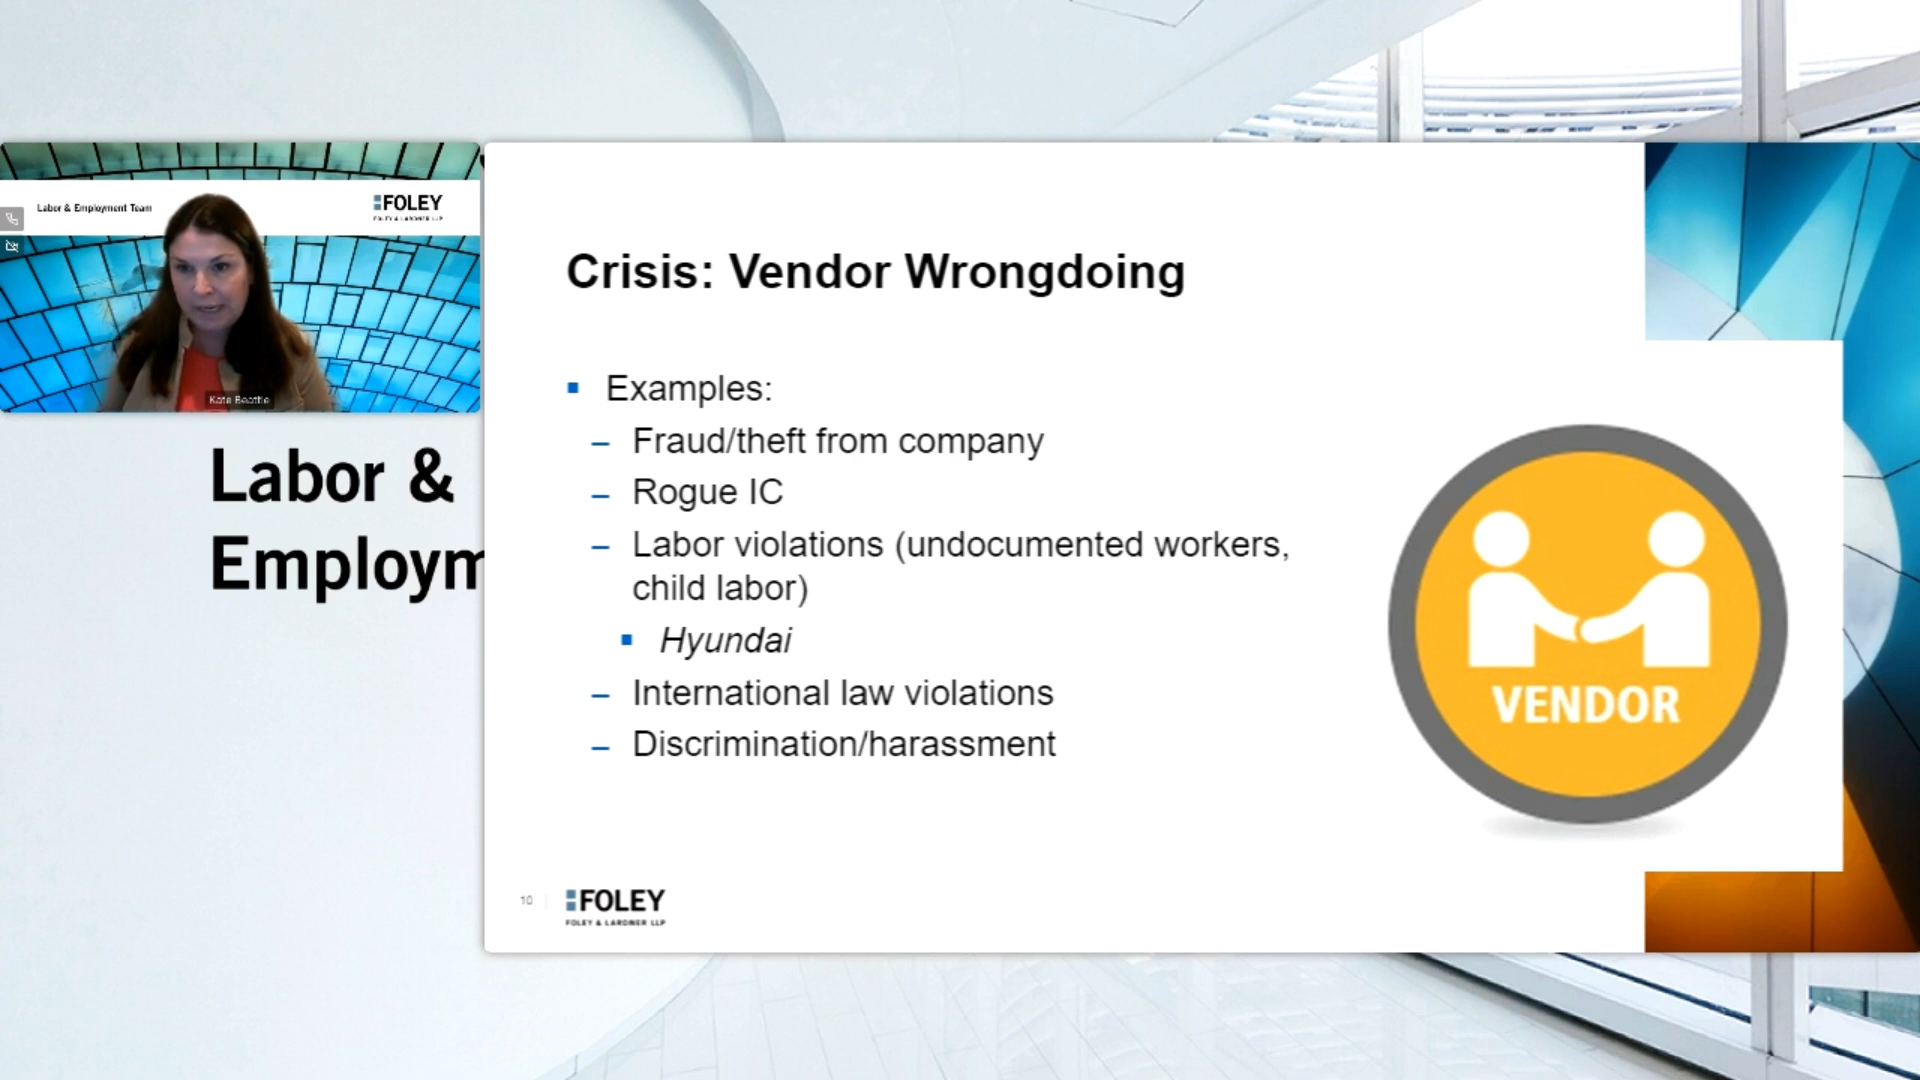 Labor & Employment Team
FOLEY
FOLEY & LARDNER LLP
Kate Beattie
Labor &
Employm
Crisis: Vendor Wrongdoing
Examples:
– Fraud/theft from company
– Rogue IC
– Labor violations (undocumented workers,
child labor)
Hyundai
– International law violations
– Discrimination/harassment
VENDOR
10
FOLEY
FOLEY & LARDNER LLP